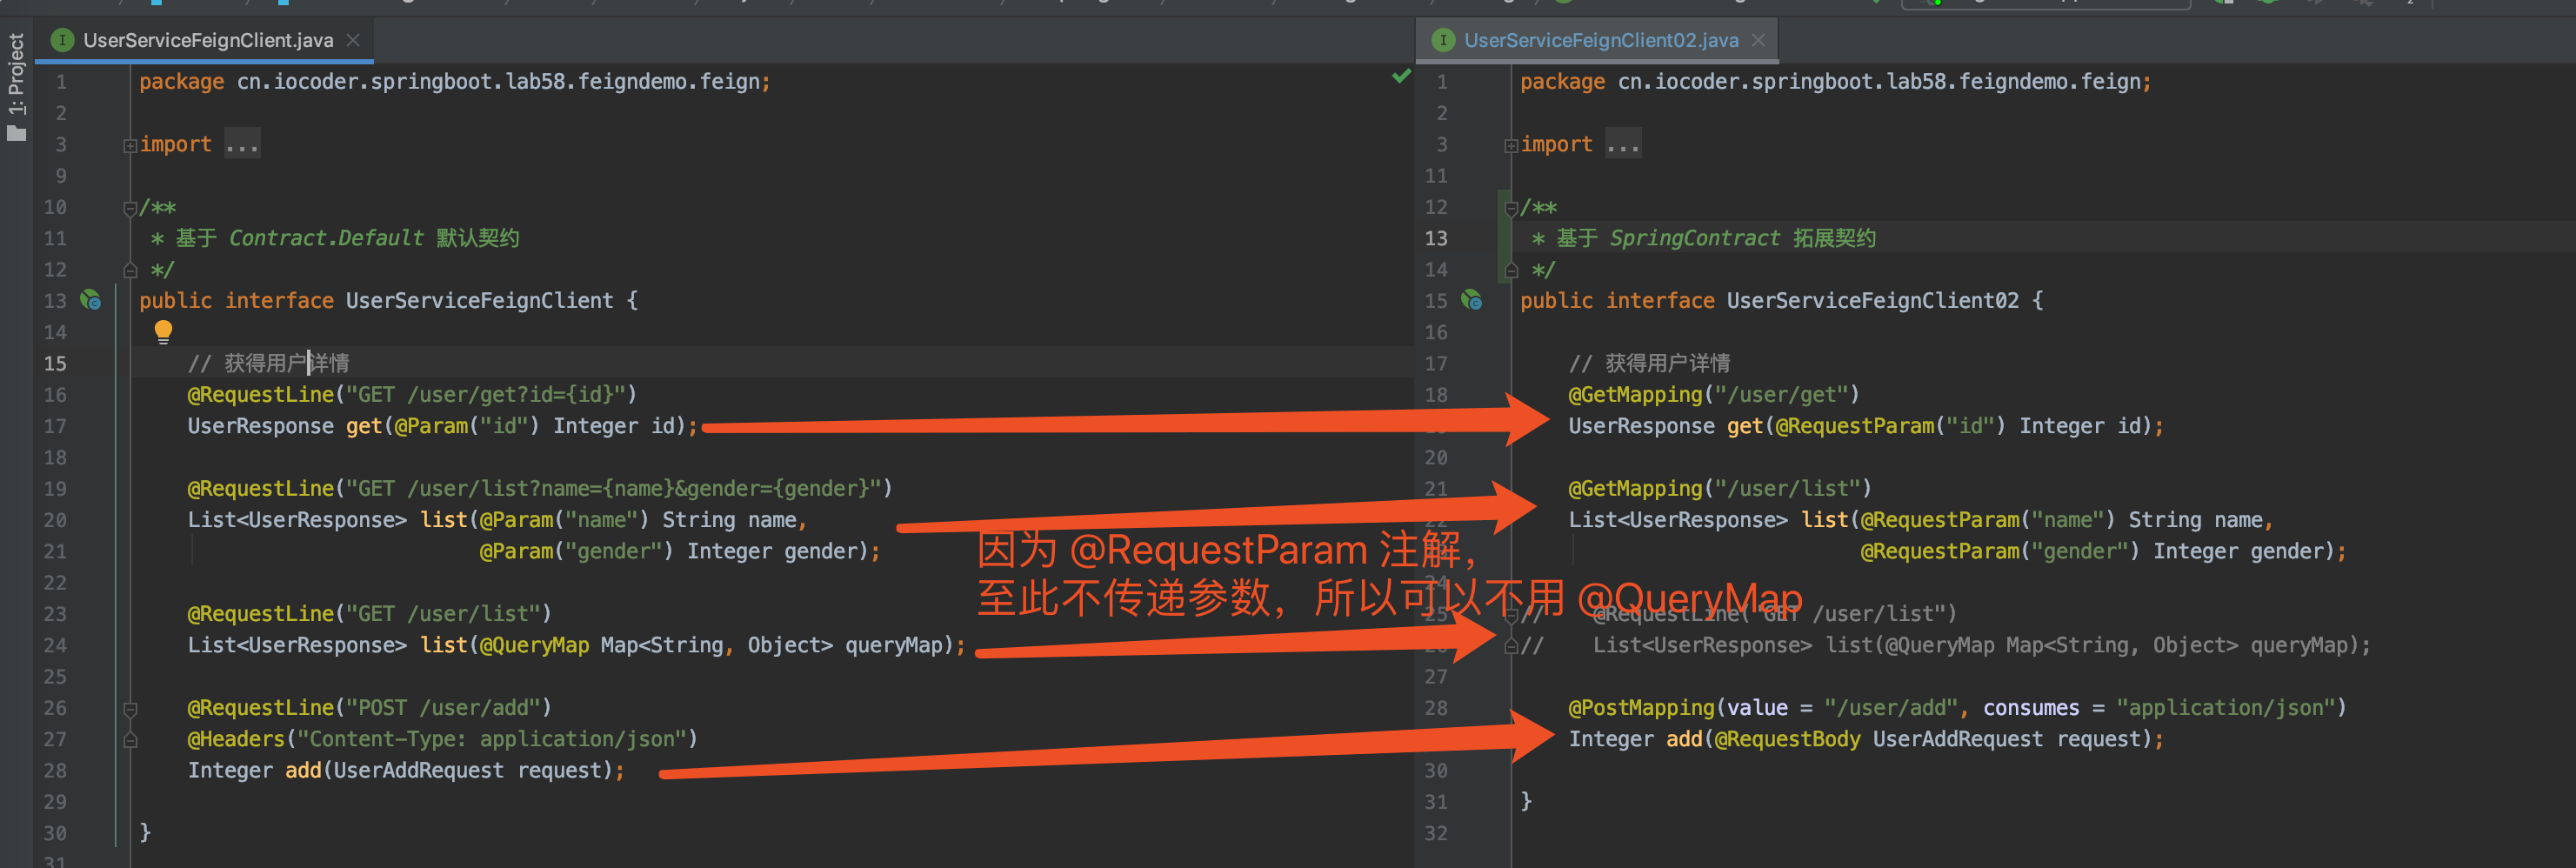 UserServiceFeignClient.java
1: Project
1 package cn.iocoder.springboot.lab58.feigndemo.feign;
2
3 import ...
9
10 /**
11 * 基于 Contract.Default 默认契约
12 */
13 public interface UserServiceFeignClient {
14
15 // 获得用户详情
16 @RequestLine("GET /user/get?id={id}")
17 UserResponse get(@Param("id") Integer id);
18
19 @RequestLine("GET /user/list?name={name}&gender={gender}")
20 List<UserResponse> list(@Param("name") String name,
21 @Param("gender") Integer gender);
22
23 @RequestLine("GET /user/list")
24 List<UserResponse> list(@QueryMap Map<String, Object> queryMap);
25
26 @RequestLine("POST /user/add")
27 @Headers("Content-Type: application/json")
28 Integer add(UserAddRequest request);
29
30 }
31
因为 @RequestParam 注解，
至此不传递参数，所以可以不用 @QueryMap
UserServiceFeignClient02.java
1 package cn.iocoder.springboot.lab58.feigndemo.feign;
2
3 import ...
11
12 /**
13 * 基于 SpringContract 拓展契约
14 */
15 public interface UserServiceFeignClient02 {
16
17 // 获得用户详情
18 @GetMapping("/user/get")
UserResponse get(@RequestParam("id") Integer id);
20
21 @GetMapping("/user/list")
22 List<UserResponse> list(@RequestParam("name") String name,
@RequestParam("gender") Integer gender);
24
25 // @RequestLine("GET /user/list")
26 // List<UserResponse> list(@QueryMap Map<String, Object> queryMap);
27
28 @PostMapping(value = "/user/add", consumes = "application/json")
Integer add(@RequestBody UserAddRequest request);
30
31 }
32